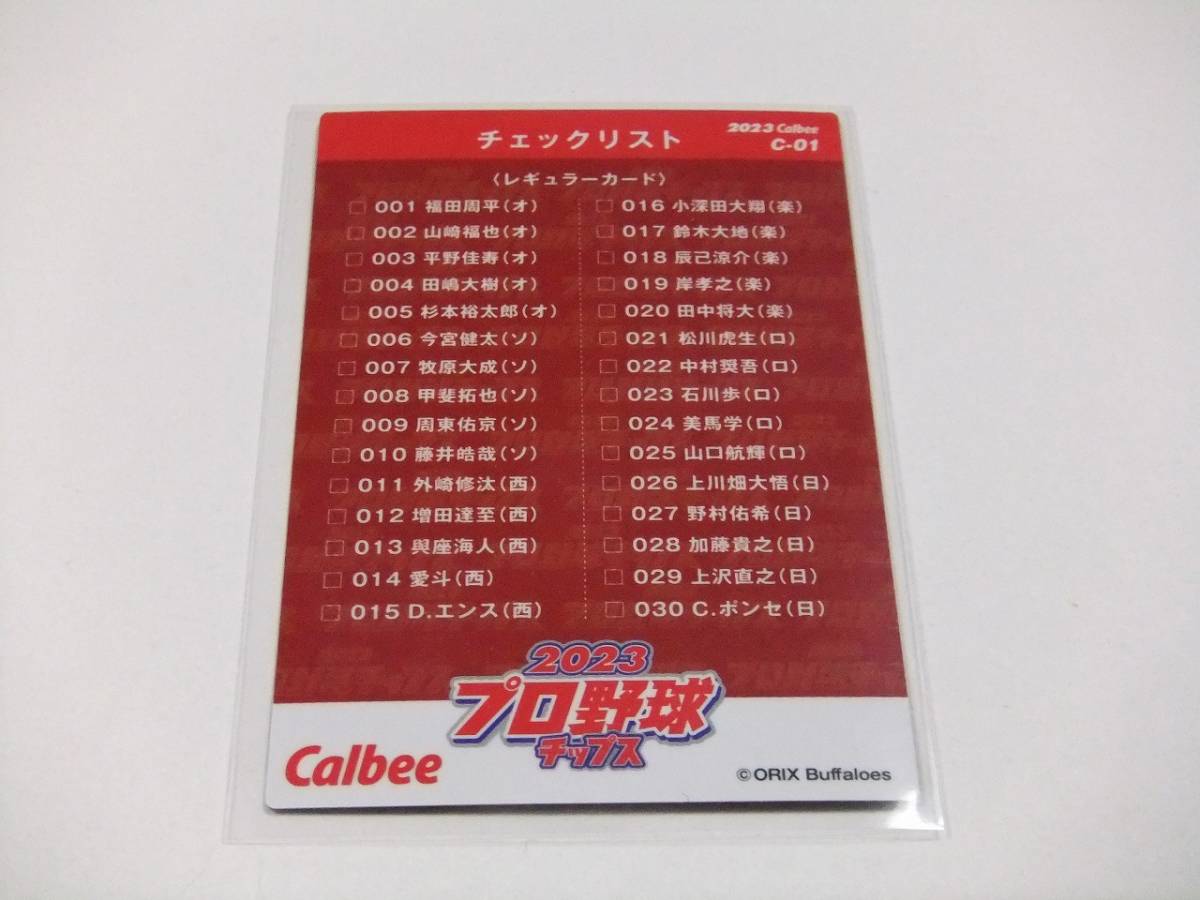 チェックリスト
2023 Calbee
C-01
〈レギュラーカード〉
001 福田周平(オ)
002 山﨑福也(オ)
003 平野佳寿(オ)
004 田嶋大樹(オ)
005 杉本裕太郎(オ)
006 今宮健太(ソ)
007 牧原大成(ソ)
008 甲斐拓也(ソ)
009 周東佑京(ソ)
010 藤井皓哉(ソ)
011 外崎修汰(西)
012 増田達至(西)
013 與座海人(西)
014 愛斗(西)
015 D.エンス(西)
016 小深田大翔(楽)
017 鈴木大地(楽)
018 辰己涼介(楽)
019 岸孝之(楽)
020 田中将大(楽)
021 松川虎生(ロ)
022 中村奨吾(ロ)
023 石川歩(ロ)
024 美馬学(ロ)
025 山口航輝(ロ)
026 上川畑大悟(日)
027 野村佑希(日)
028 加藤貴之(日)
029 上沢直之(日)
030 C.ポンセ(日)
2023
プロ野球
チップス
Calbee
©ORIX Buffaloes